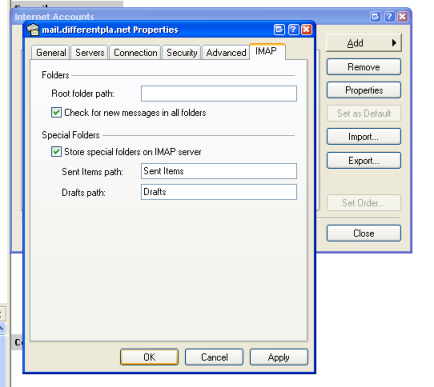 Internet Accounts
mail.differentpla.net Properties
General Servers Connection Security Advanced IMAP
Folders
Root folder path:
Check for new messages in all folders
Special Folders
Store special folders on IMAP server
Sent Items path: Sent Items
Drafts path: Drafts
OK Cancel Apply
Add
Remove
Properties
Set as Default
Import...
Export...
Set Order...
Close